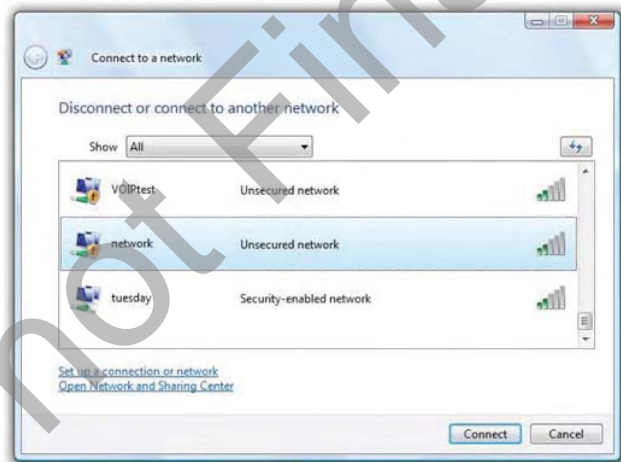 Connect to a network
Disconnect or connect to another network
Show All
VOIPtest Unsecured network
network Unsecured network
tuesday Security-enabled network
Set up a connection or network
Open Network and Sharing Center
Connect Cancel
not Fina